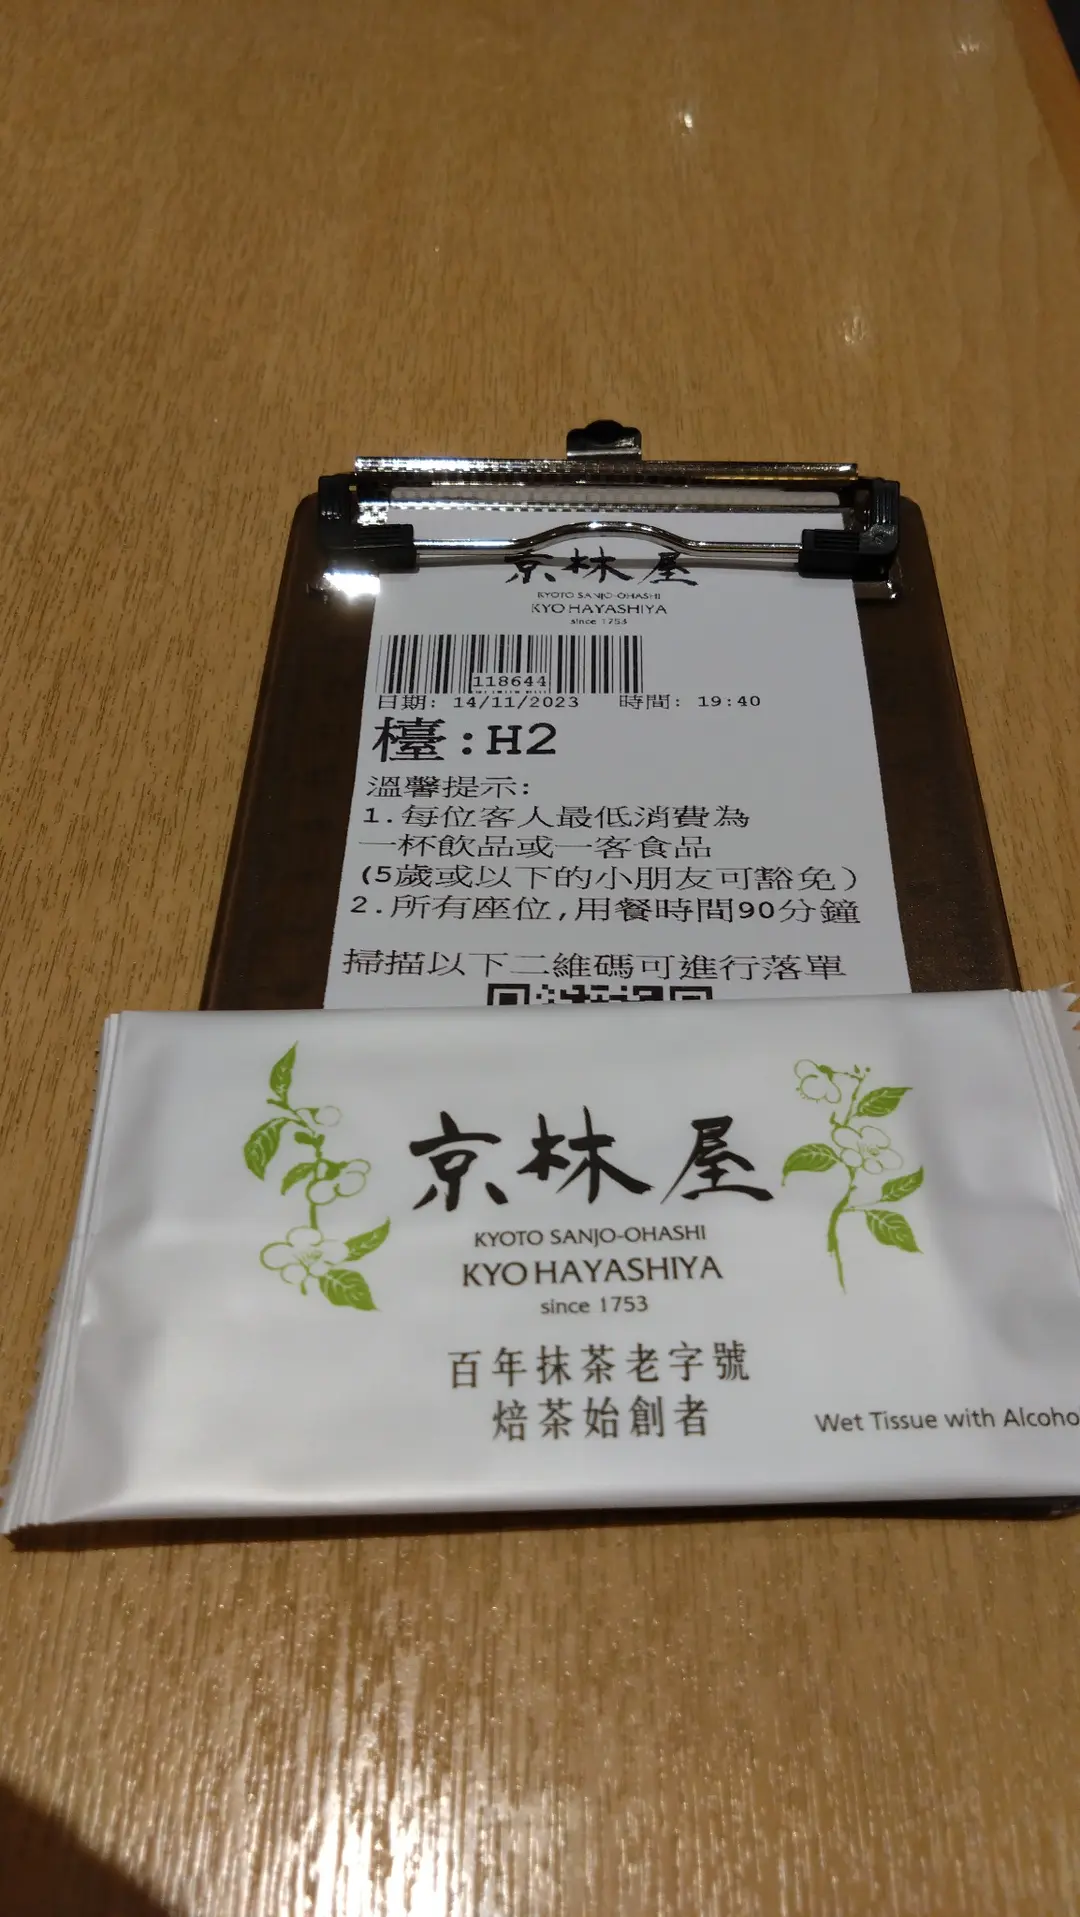 京林屋
KYOTO SANJO-OHASHI
KYO HAYASHIYA
since 1753
118644
日期: 14/11/2023 時間: 19:40
檯:H2
溫馨提示:
1.每位客人最低消費為
一杯飲品或一客食品
(5歲或以下的小朋友可豁免)
2.所有座位,用餐時間90分鐘
掃描以下二維碼可進行落單
京林屋
KYOTO SANJO-OHASHI
KYO HAYASHIYA
since 1753
百年抹茶老字號
焙茶始創者
Wet Tissue with Alcoho